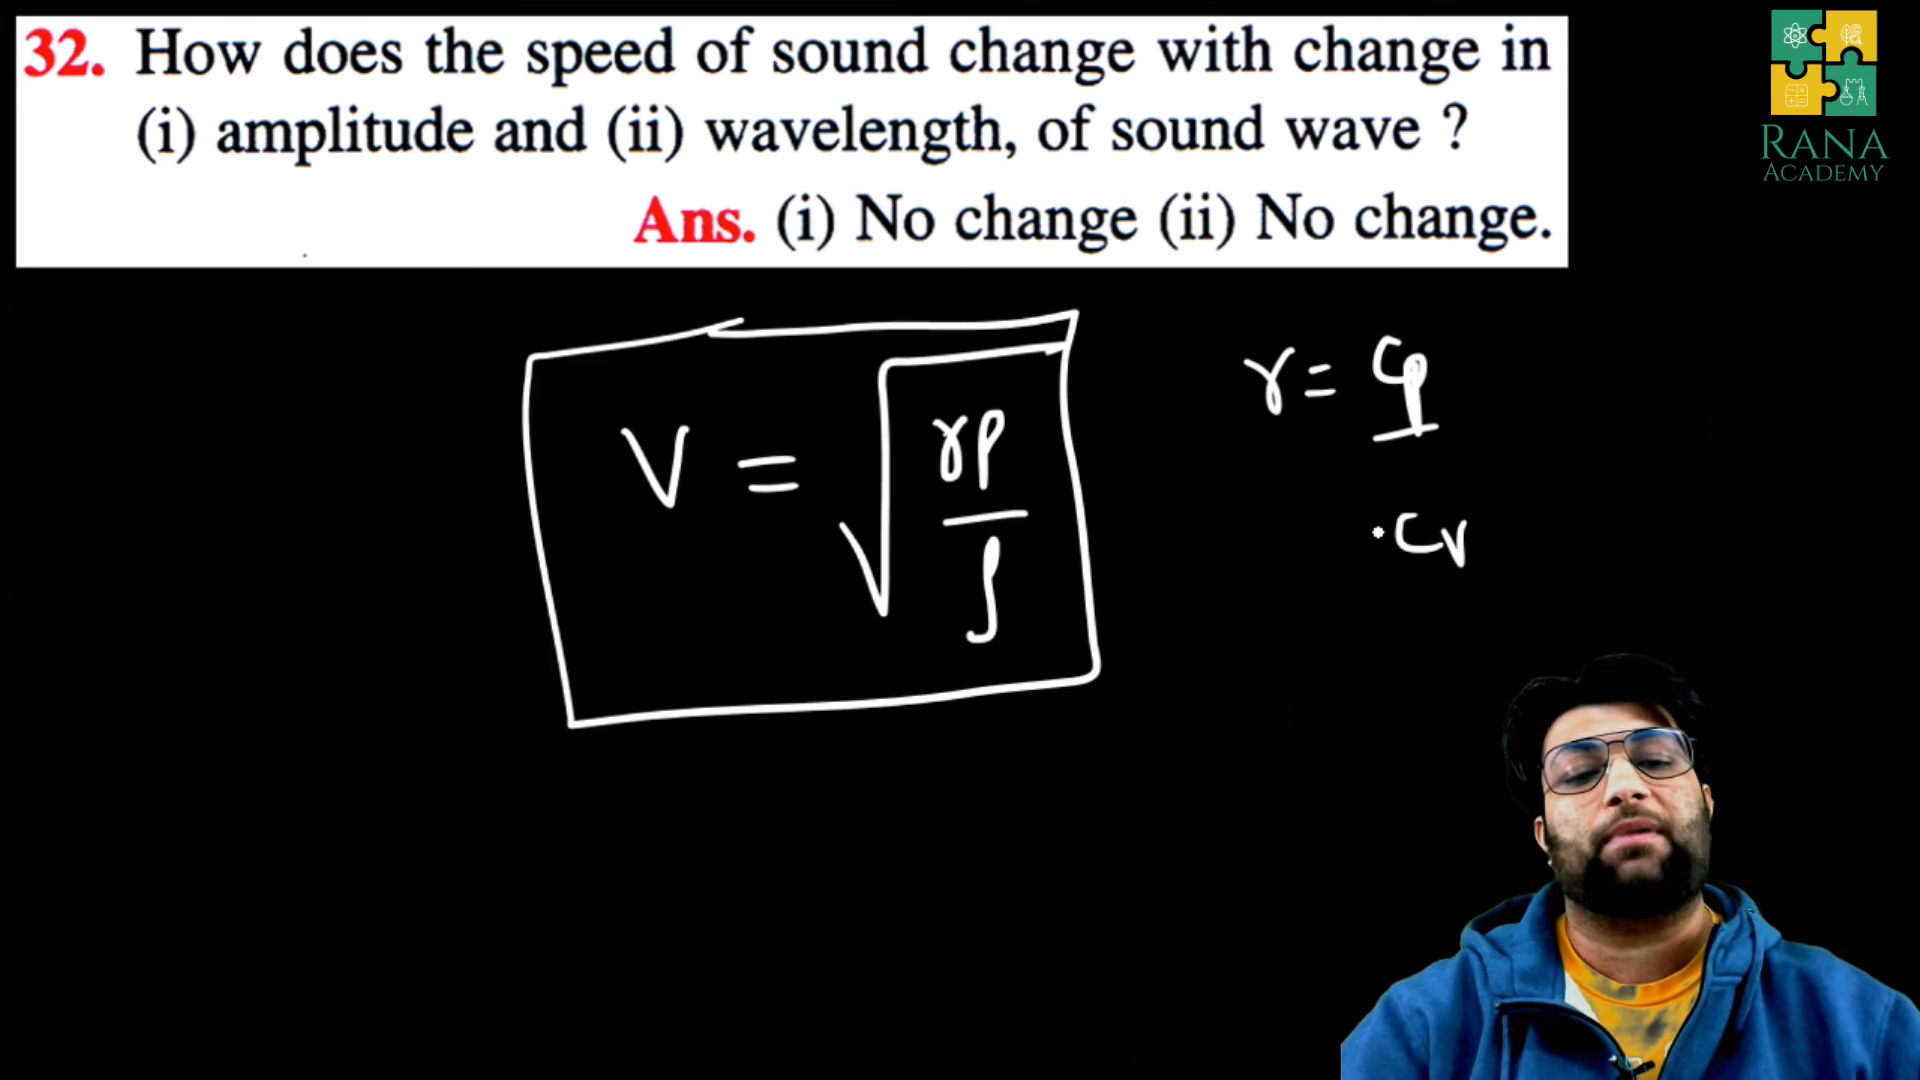 32. How does the speed of sound change with change in
(i) amplitude and (ii) wavelength, of sound wave ?
Ans. (i) No change (ii) No change.
RANA
ACADEMY
V = √(γP/ρ)
γ = Cp
Cv